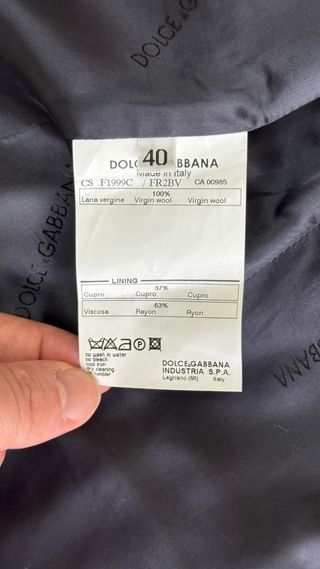 DOLCE&GABBANA
DOLCE&GABBANA
40
DOLC ABBANA
Made in Italy
CS .F1999C / FR2BV CA 00985
100%
Lana vergine Virgin wool Virgin wool
LINING
37%
Cupro Cupro Cupro
63%
Viscosa Rayon Ryon
A P
no wash in water
no bleach
cool iron
dry cleaning
no tumbler
DOLCE&GABBANA
INDUSTRIA S.P.A.
Legnano (MI) Italy
GABBANA